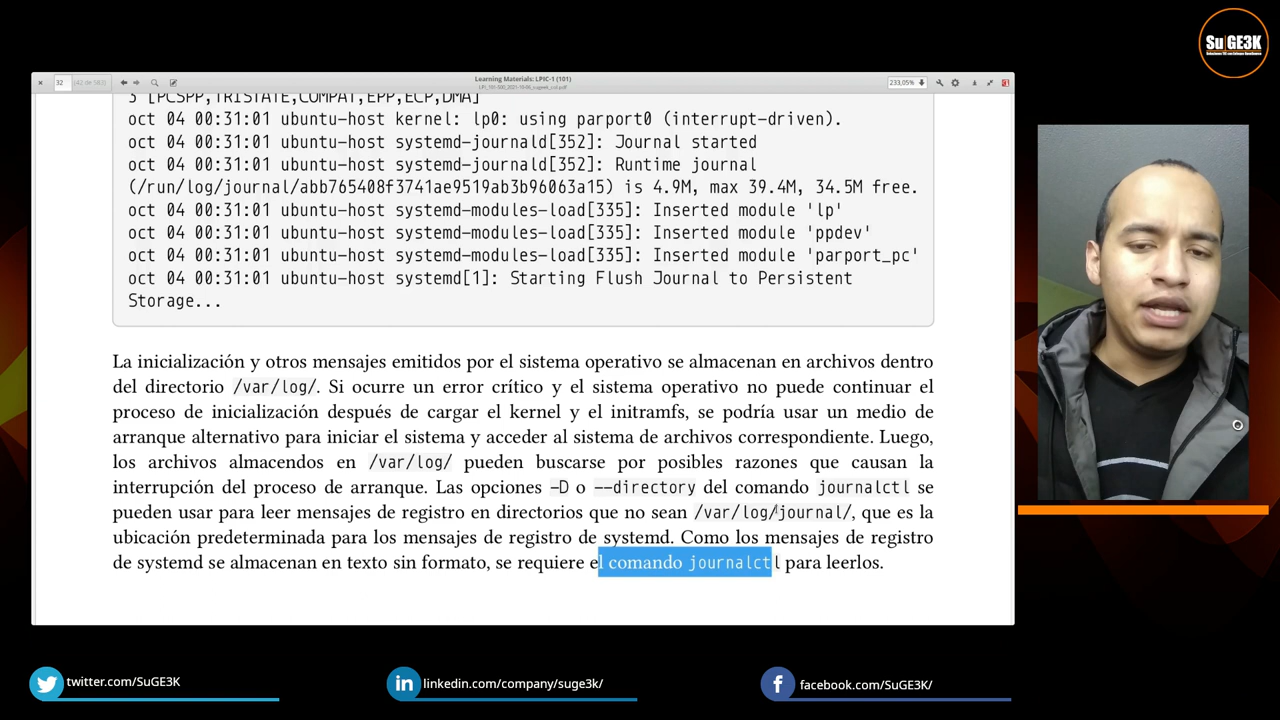 Su GE3K
Learning Materials: LPIC-1 (101)
32
233,05%
3 [PCSPP,TRISTATE,COMPAT,EPP,ECP,DMA]
oct 04 00:31:01 ubuntu-host kernel: lp0: using parport0 (interrupt-driven).
oct 04 00:31:01 ubuntu-host systemd-journald[352]: Journal started
oct 04 00:31:01 ubuntu-host systemd-journald[352]: Runtime journal
(/run/log/journal/abb765408f3741ae9519ab3b96063a15) is 4.9M, max 39.4M, 34.5M free.
oct 04 00:31:01 ubuntu-host systemd-modules-load[335]: Inserted module 'lp'
oct 04 00:31:01 ubuntu-host systemd-modules-load[335]: Inserted module 'ppdev'
oct 04 00:31:01 ubuntu-host systemd-modules-load[335]: Inserted module 'parport_pc'
oct 04 00:31:01 ubuntu-host systemd[1]: Starting Flush Journal to Persistent
Storage...
La inicialización y otros mensajes emitidos por el sistema operativo se almacenan en archivos dentro
del directorio /var/log/. Si ocurre un error crítico y el sistema operativo no puede continuar el
proceso de inicialización después de cargar el kernel y el initramfs, se podría usar un medio de
arranque alternativo para iniciar el sistema y acceder al sistema de archivos correspondiente. Luego,
los archivos almacendos en /var/log/ pueden buscarse por posibles razones que causan la
interrupción del proceso de arranque. Las opciones -D o --directory del comando journalctl se
pueden usar para leer mensajes de registro en directorios que no sean /var/log/journal/, que es la
ubicación predeterminada para los mensajes de registro de systemd. Como los mensajes de registro
de systemd se almacenan en texto sin formato, se requiere el comando journalctl para leerlos.
twitter.com/SuGE3K
linkedin.com/company/suge3k/
facebook.com/SuGE3K/